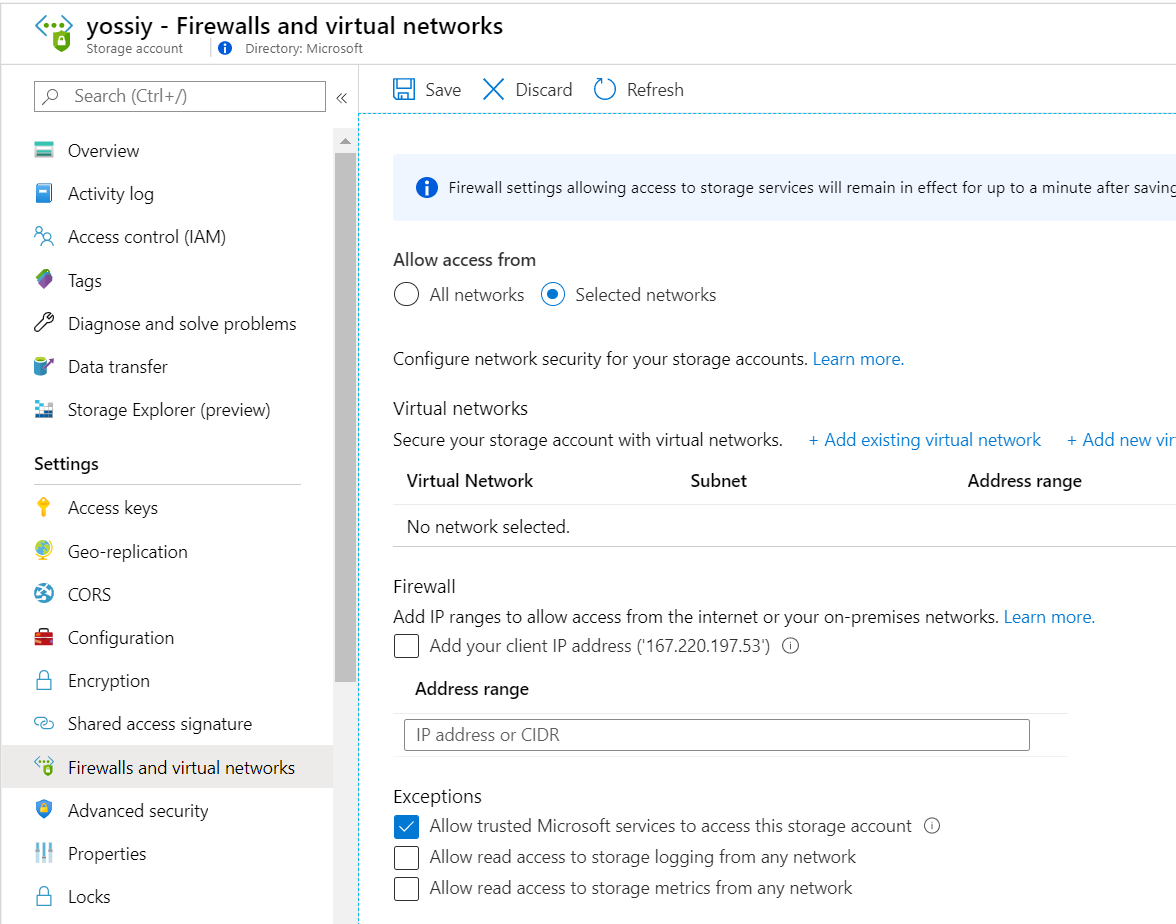 yossiy - Firewalls and virtual networks
Storage account
Directory: Microsoft
Search (Ctrl+/)
«
Overview
Activity log
Access control (IAM)
Tags
Diagnose and solve problems
Data transfer
Storage Explorer (preview)
Settings
Access keys
Geo-replication
CORS
Configuration
Encryption
Shared access signature
Firewalls and virtual networks
Advanced security
Properties
Locks
Save Discard Refresh
Firewall settings allowing access to storage services will remain in effect for up to a minute after saving
Allow access from
All networks Selected networks
Configure network security for your storage accounts. Learn more.
Virtual networks
Secure your storage account with virtual networks. + Add existing virtual network + Add new vir
Virtual Network Subnet Address range
No network selected.
Firewall
Add IP ranges to allow access from the internet or your on-premises networks. Learn more.
Add your client IP address ('167.220.197.53')
Address range
IP address or CIDR
Exceptions
Allow trusted Microsoft services to access this storage account
Allow read access to storage logging from any network
Allow read access to storage metrics from any network